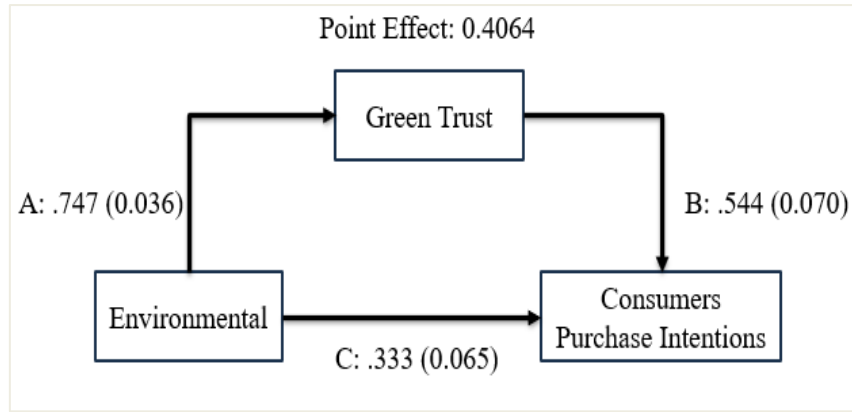 Point Effect: 0.4064
Green Trust
A: .747 (0.036)
B: .544 (0.070)
Environmental
Consumers
Purchase Intentions
C: .333 (0.065)